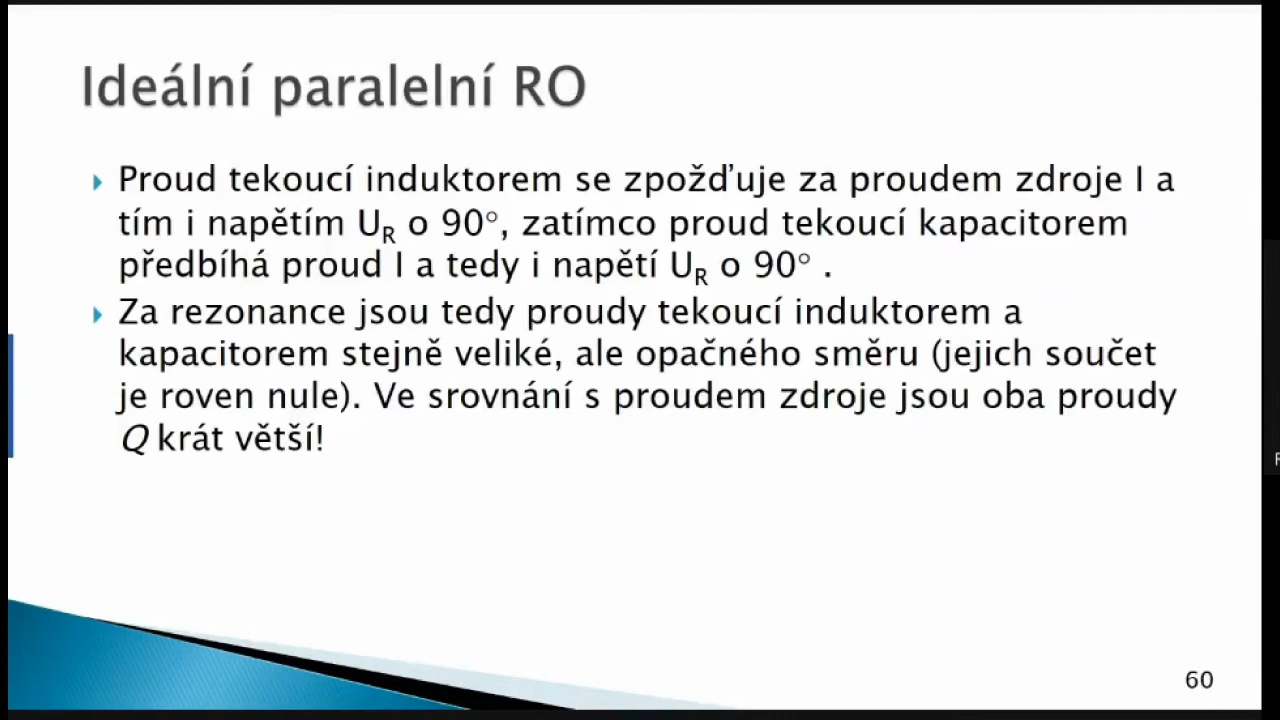 Ideální paralelní RO
Proud tekoucí induktorem se zpožďuje za proudem zdroje I a
tím i napětím UR o 90°, zatímco proud tekoucí kapacitorem
předbíhá proud I a tedy i napětí UR o 90° .
Za rezonance jsou tedy proudy tekoucí induktorem a
kapacitorem stejně veliké, ale opačného směru (jejich součet
je roven nule). Ve srovnání s proudem zdroje jsou oba proudy
Q krát větší!
60